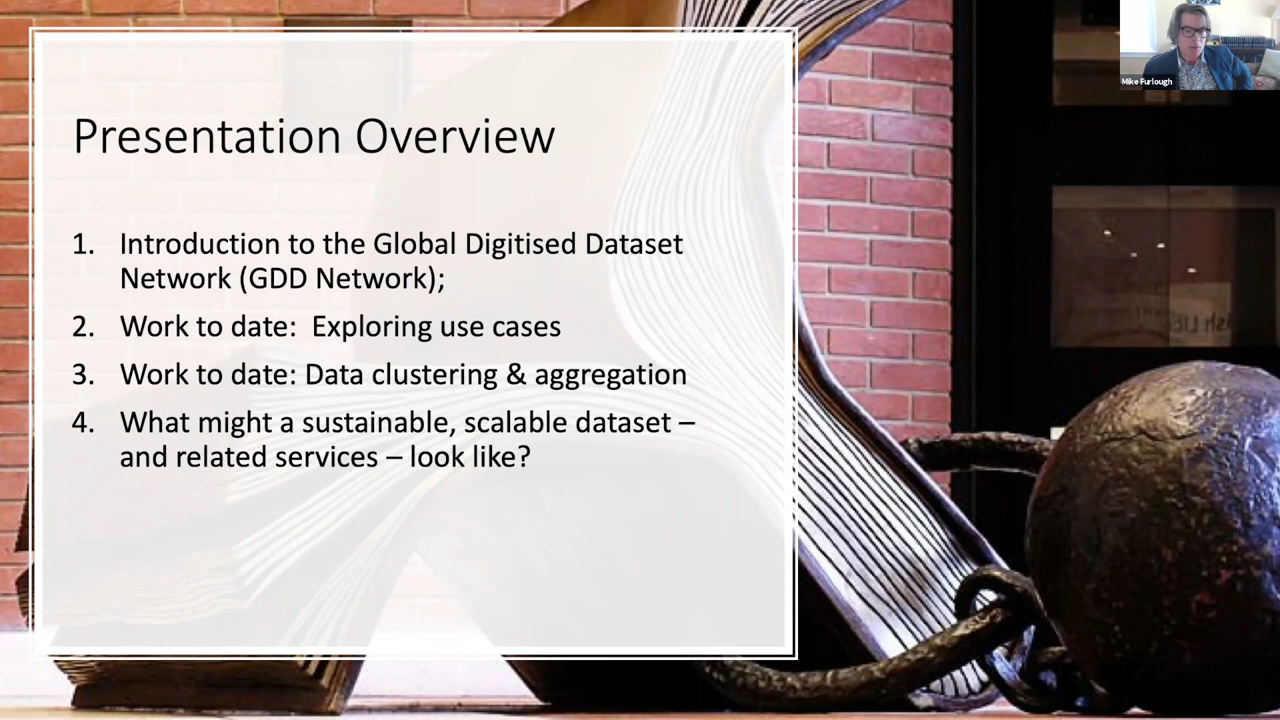 Mike Furlough
Presentation Overview
1. Introduction to the Global Digitised Dataset
Network (GDD Network);
2. Work to date:  Exploring use cases
3. Work to date: Data clustering & aggregation
4. What might a sustainable, scalable dataset –
and related services – look like?